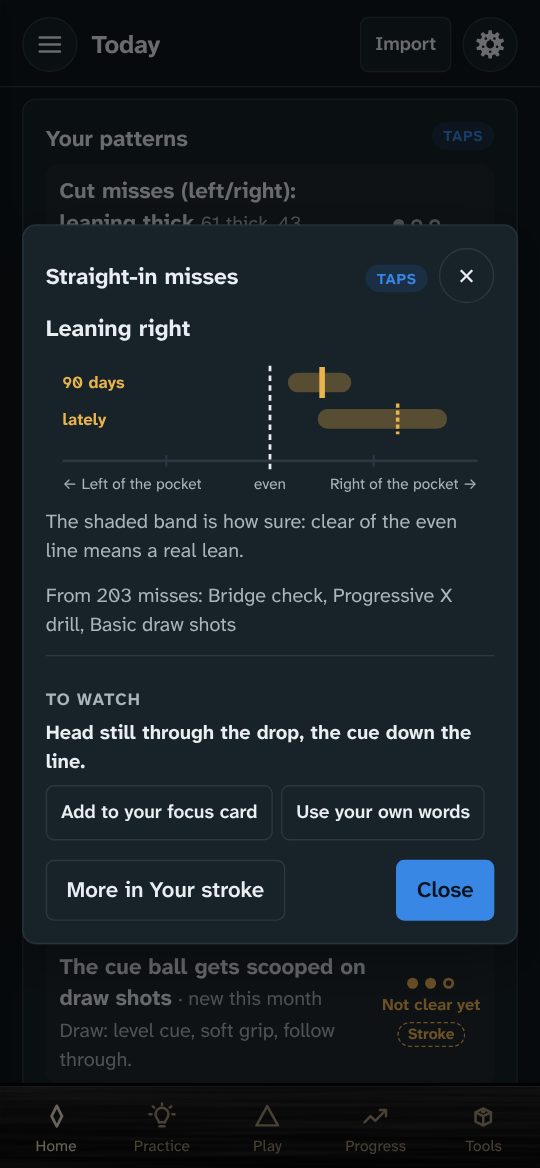 Today
Import
Your patterns
TAPS
Cut misses (left/right):
leaning thick 61 thick, 43
Straight-in misses
TAPS
Leaning right
90 days
lately
← Left of the pocket
even
Right of the pocket →
The shaded band is how sure: clear of the even
line means a real lean.
From 203 misses: Bridge check, Progressive X
drill, Basic draw shots
TO WATCH
Head still through the drop, the cue down the
line.
Add to your focus card
Use your own words
More in Your stroke
Close
The cue ball gets scooped on
draw shots · new this month
Not clear yet
Draw: level cue, soft grip, follow
through.
Stroke
Home
Practice
Play
Progress
Tools